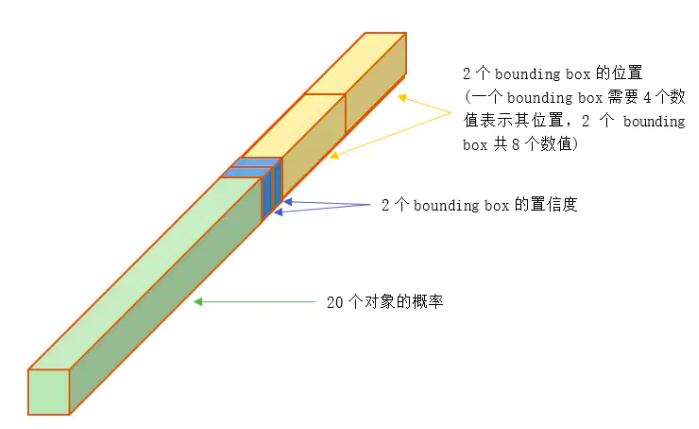 2 个 bounding box 的位置
(一个 bounding box 需要 4 个数
值表示其位置，2 个 bounding
box 共 8 个数值)
2 个 bounding box 的置信度
20 个对象的概率